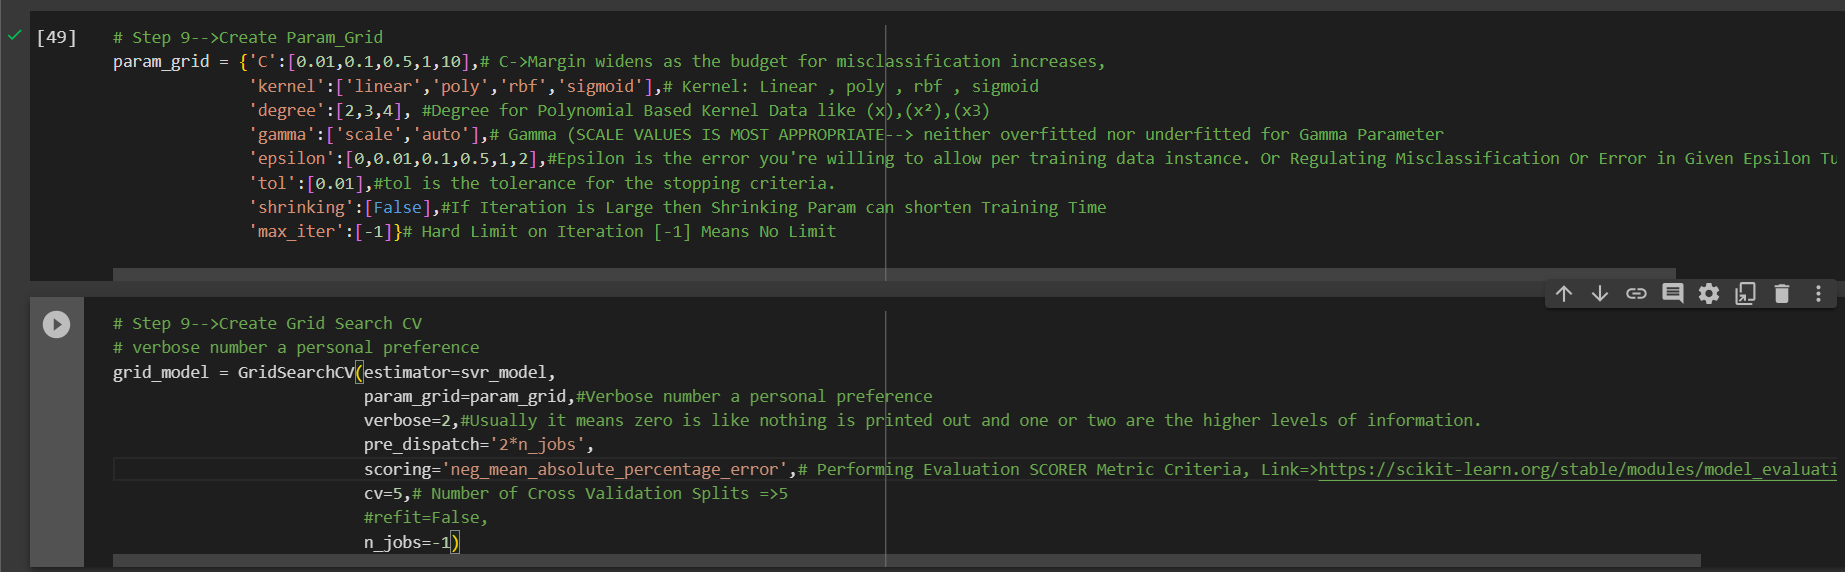 [49]
# Step 9-->Create Param_Grid
param_grid = {'C':[0.01,0.1,0.5,1,10],# C->Margin widens as the budget for misclassification increases,
'kernel':['linear','poly','rbf','sigmoid'],# Kernel: Linear , poly , rbf , sigmoid
'degree':[2,3,4], #Degree for Polynomial Based Kernel Data like (x),(x²),(x3)
'gamma':['scale','auto'],# Gamma (SCALE VALUES IS MOST APPROPRIATE--> neither overfitted nor underfitted for Gamma Parameter
'epsilon':[0,0.01,0.1,0.5,1,2],#Epsilon is the error you're willing to allow per training data instance. Or Regulating Misclassification Or Error in Given Epsilon Tu
'tol':[0.01],#tol is the tolerance for the stopping criteria.
'shrinking':[False],#If Iteration is Large then Shrinking Param can shorten Training Time
'max_iter':[-1]}# Hard Limit on Iteration [-1] Means No Limit
# Step 9-->Create Grid Search CV
# verbose number a personal preference
grid_model = GridSearchCV(estimator=svr_model,
param_grid=param_grid,#Verbose number a personal preference
verbose=2,#Usually it means zero is like nothing is printed out and one or two are the higher levels of information.
pre_dispatch='2*n_jobs',
scoring='neg_mean_absolute_percentage_error',# Performing Evaluation SCORER Metric Criteria, Link=>https://scikit-learn.org/stable/modules/model_evaluati
cv=5,# Number of Cross Validation Splits =>5
#refit=False,
n_jobs=-1)